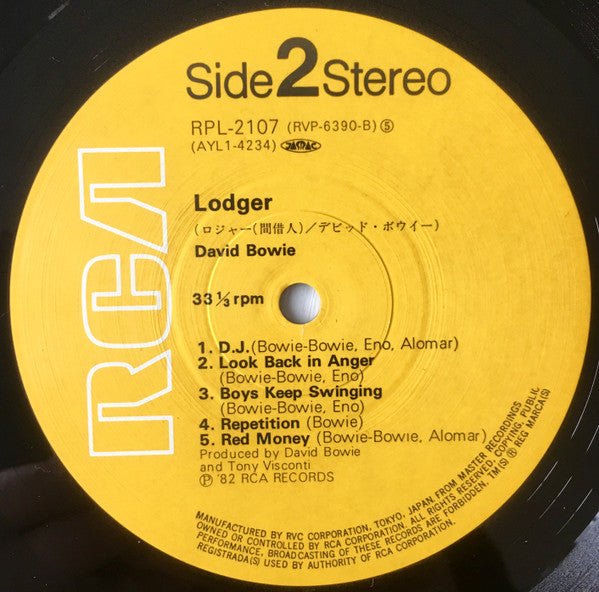 Side 2 Stereo
RPL-2107 (RVP-6390-B) ⑤
(AYL1-4234) JASRAC
RCA
Lodger
(ロジャー(間借人)／デビッド・ボウイー)
David Bowie
33⅓ rpm
1. D.J. (Bowie-Bowie, Eno, Alomar)
2. Look Back in Anger
(Bowie-Bowie, Eno)
3. Boys Keep Swinging
(Bowie-Bowie, Eno)
4. Repetition (Bowie)
5. Red Money (Bowie-Bowie, Alomar)
Produced by David Bowie
and Tony Visconti
Ⓟ '82 RCA RECORDS
MANUFACTURED BY RVC CORPORATION, TOKYO, JAPAN FROM MASTER RECORDINGS
OWNED OR CONTROLLED BY RCA CORPORATION. ALL RIGHTS RESERVED. COPYING, PUBLIC
PERFORMANCE, BROADCASTING OF THESE RECORDS ARE FORBIDDEN. TM(S) ® REG MARCA(S)
REGISTRADA(S) USED BY AUTHORITY OF RCA CORPORATION.